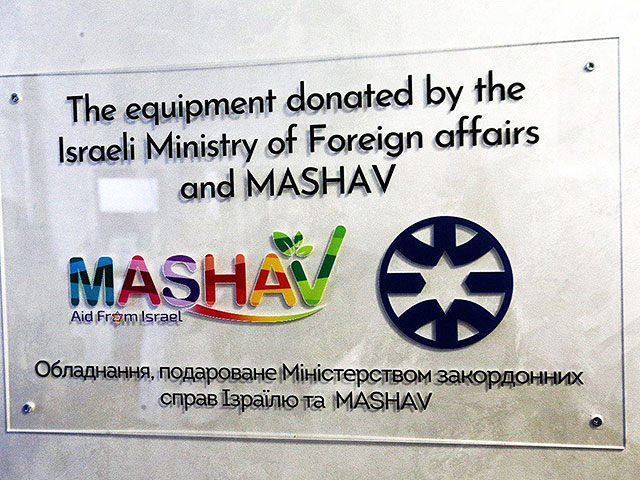 The equipment donated by the
Israeli Ministry of Foreign affairs
and MASHAV
MASHAV
Aid From Israel
Обладнання, подароване Міністерством закордонних
справ Ізраїлю та MASHAV